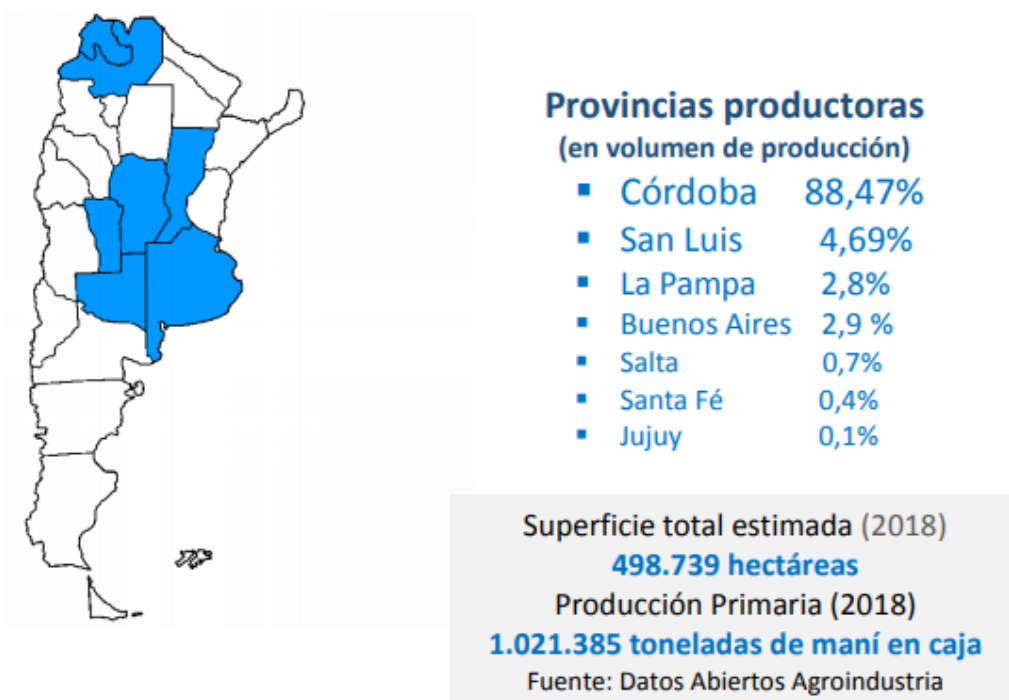 Provincias productoras
(en volumen de producción)
▪ Córdoba 88,47%
▪ San Luis 4,69%
▪ La Pampa 2,8%
▪ Buenos Aires 2,9 %
▪ Salta 0,7%
▪ Santa Fé 0,4%
▪ Jujuy 0,1%
Superficie total estimada (2018)
498.739 hectáreas
Producción Primaria (2018)
1.021.385 toneladas de maní en caja
Fuente: Datos Abiertos Agroindustria